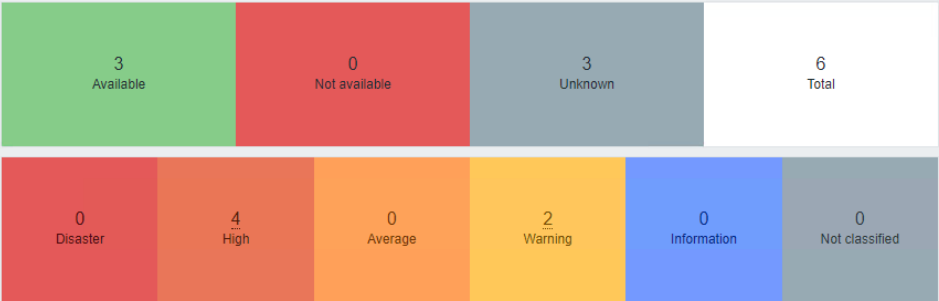 3 0 3 6
Available Not available Unknown Total
0 4 0 2 0 0
Disaster High Average Warning Information Not classified